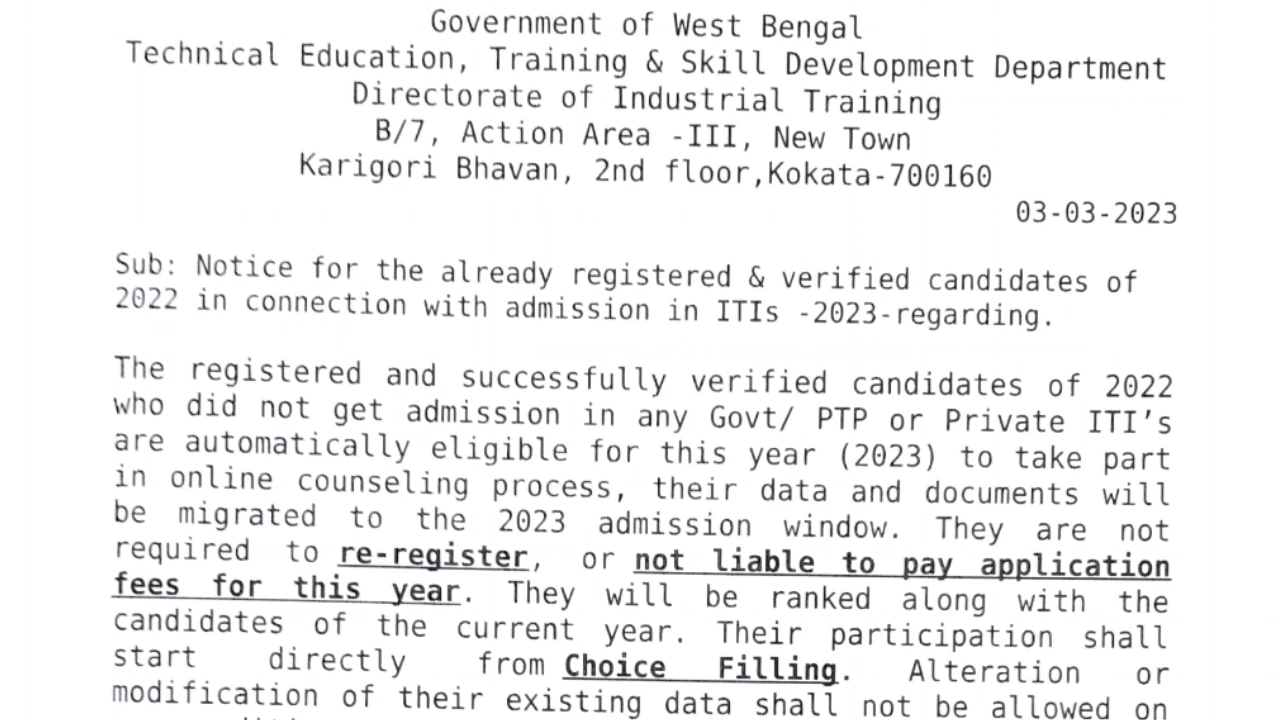 Government of West Bengal
Technical Education, Training & Skill Development Department
Directorate of Industrial Training
B/7, Action Area -III, New Town
Karigori Bhavan, 2nd floor,Kokata-700160
03-03-2023
Sub: Notice for the already registered & verified candidates of
2022 in connection with admission in ITIs -2023-regarding.
The registered and successfully verified candidates of 2022
who did not get admission in any Govt/ PTP or Private ITI's
are automatically eligible for this year (2023) to take part
in online counseling process, their data and documents will
be migrated to the 2023 admission window. They are not
required to re-register, or not liable to pay application
fees for this year. They will be ranked along with the
candidates of the current year. Their participation shall
start directly from Choice Filling. Alteration or
modification of their existing data shall not be allowed on